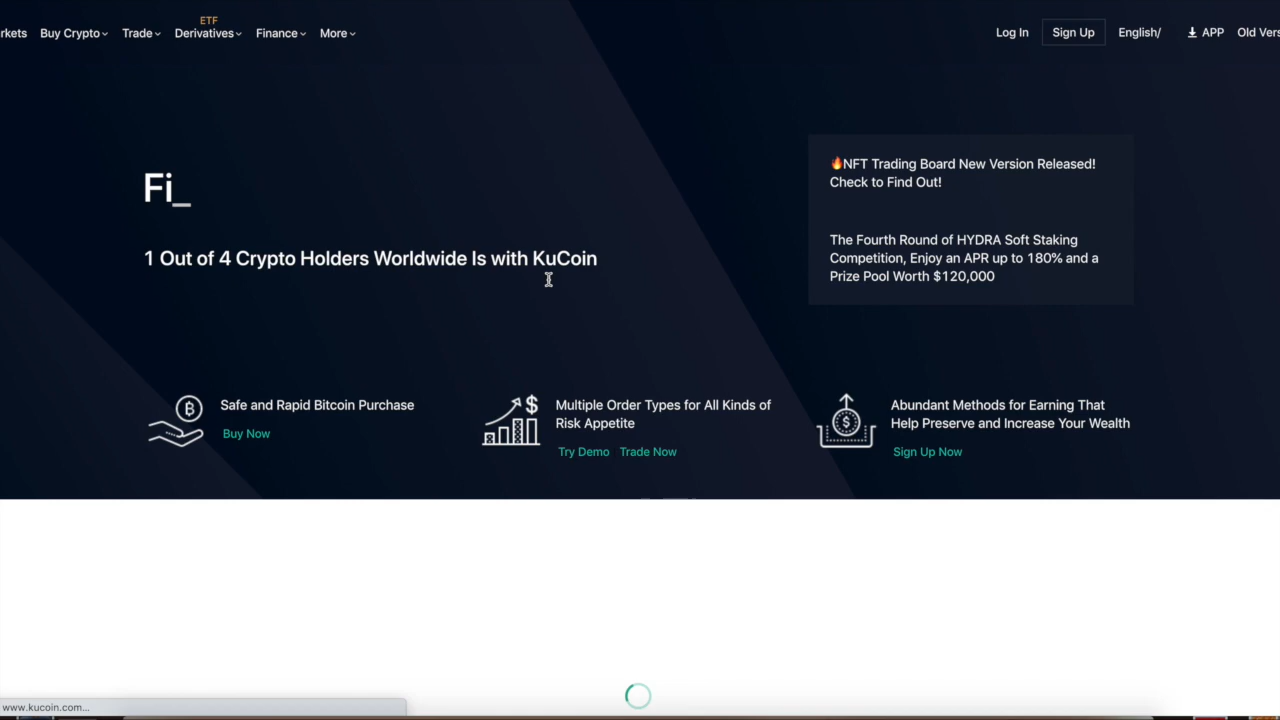 rkets Buy Crypto Trade ETF Derivatives Finance More Log In Sign Up English/ APP Old Vers
Fi_
1 Out of 4 Crypto Holders Worldwide Is with KuCoin
🔥NFT Trading Board New Version Released!
Check to Find Out!
The Fourth Round of HYDRA Soft Staking
Competition, Enjoy an APR up to 180% and a
Prize Pool Worth $120,000
Safe and Rapid Bitcoin Purchase
Buy Now
Multiple Order Types for All Kinds of
Risk Appetite
Try Demo Trade Now
Abundant Methods for Earning That
Help Preserve and Increase Your Wealth
Sign Up Now
www.kucoin.com...